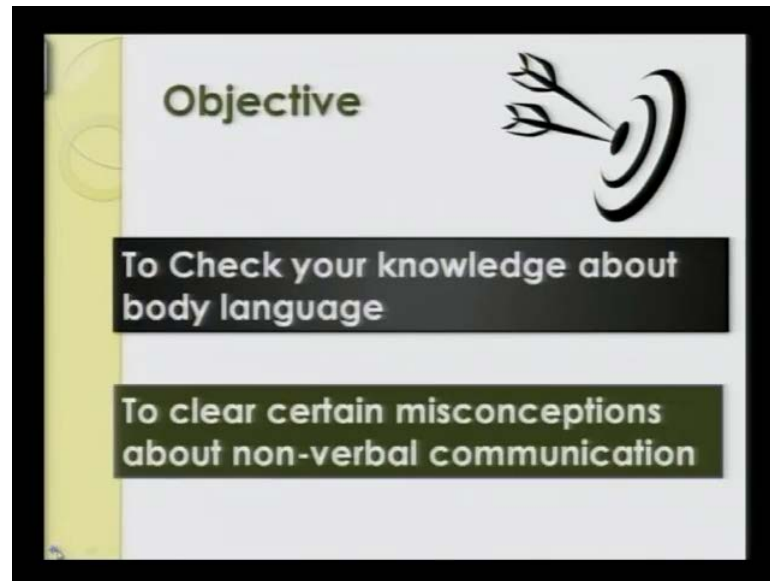 Objective
To Check your knowledge about
body language
To clear certain misconceptions
about non-verbal communication